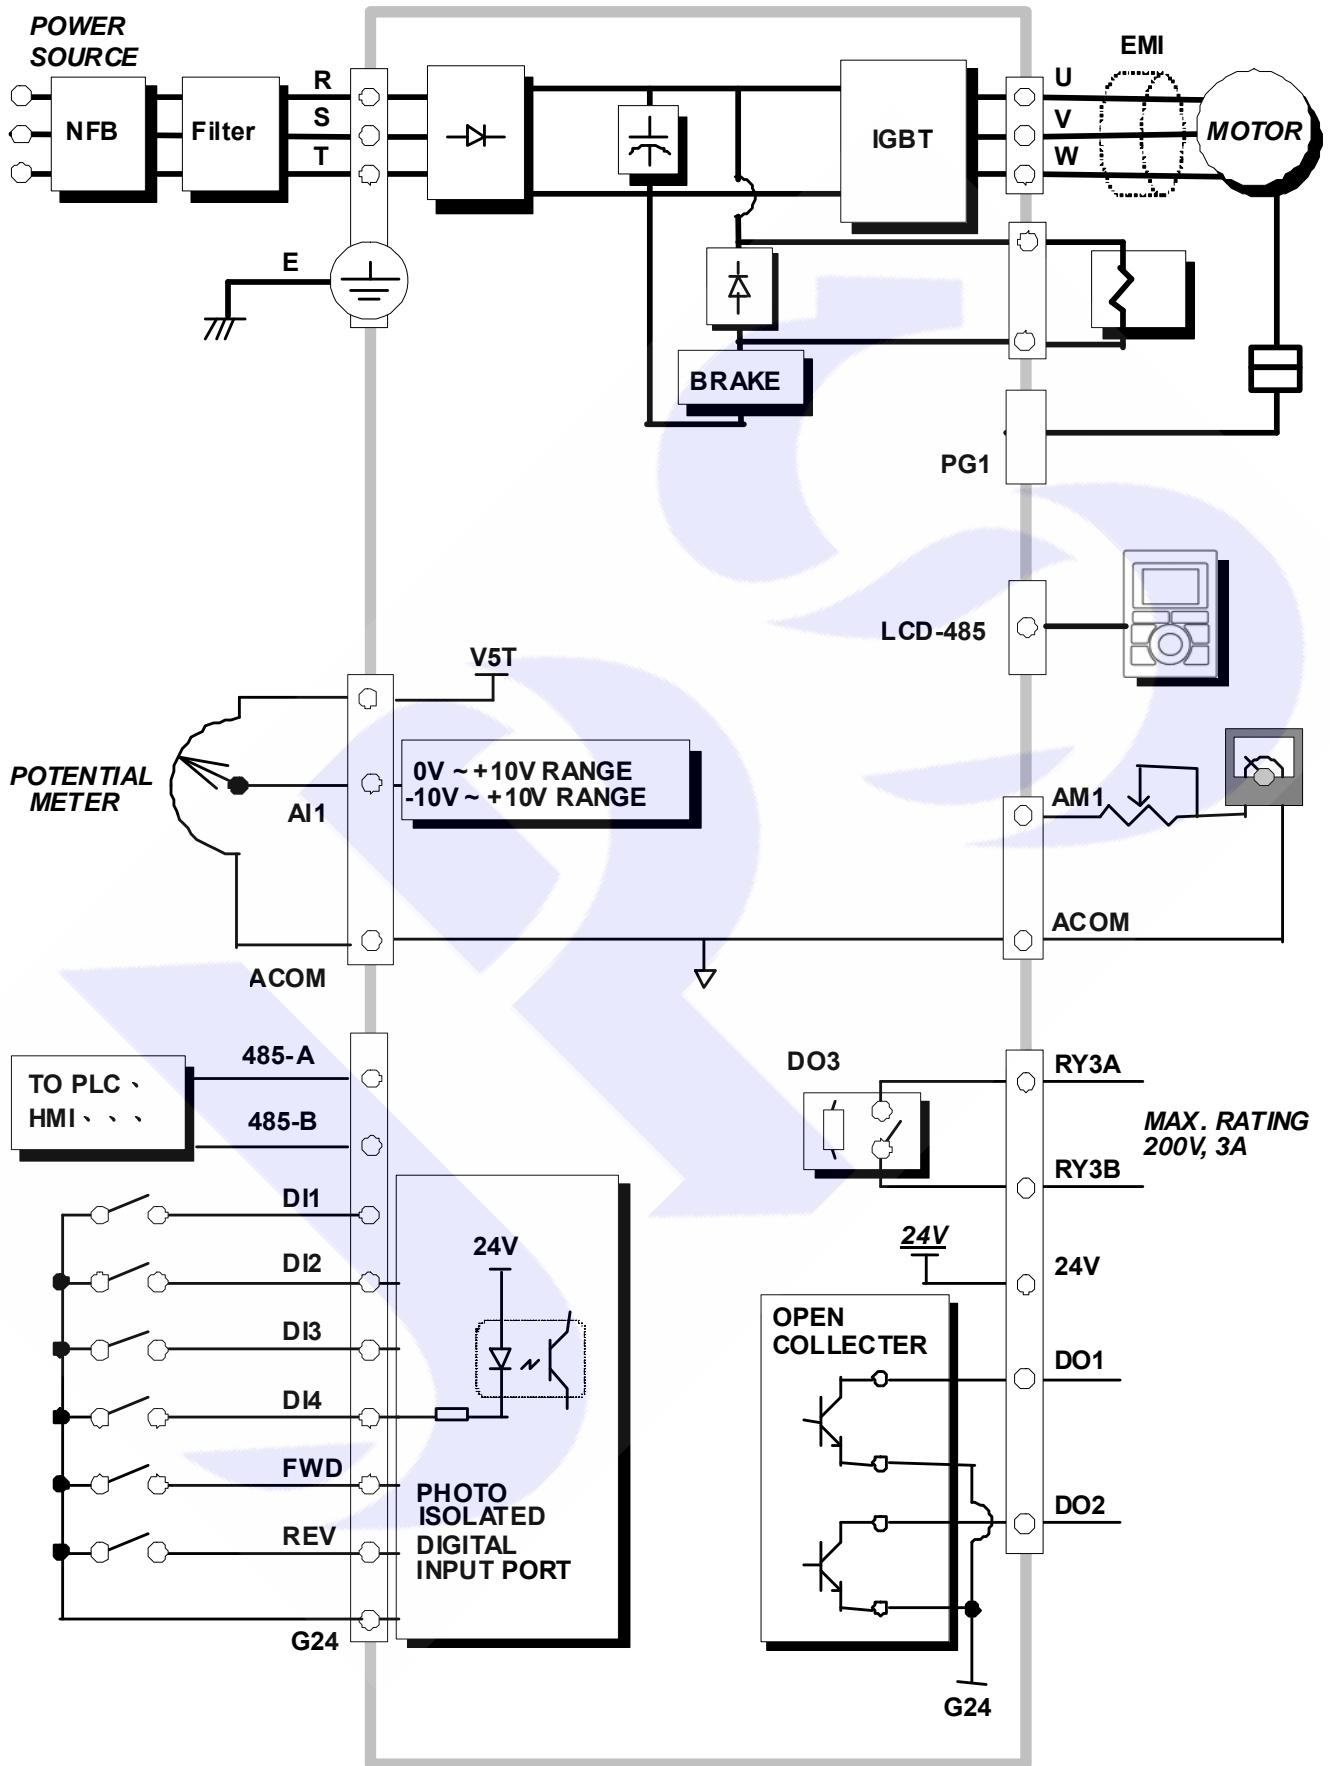 POWER
SOURCE
NFB
Filter
R
S
T
E
IGBT
BRAKE
U
V
W
EMI
MOTOR
PG1
LCD-485
V5T
POTENTIAL
METER
AI1
0V ~ +10V RANGE
-10V ~ +10V RANGE
ACOM
AM1
ACOM
TO PLC、
HMI、、、
485-A
485-B
DI1
DI2
DI3
DI4
FWD
REV
G24
24V
PHOTO
ISOLATED
DIGITAL
INPUT PORT
DO3
RY3A
MAX. RATING
200V, 3A
RY3B
24V
24V
OPEN
COLLECTER
DO1
DO2
G24